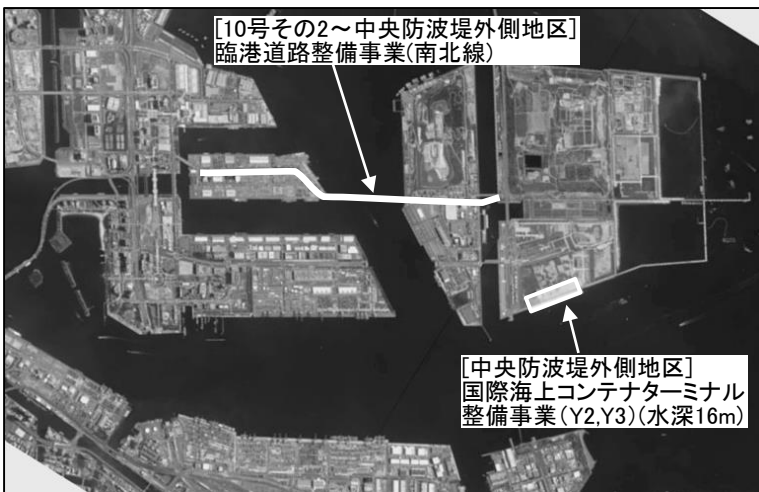 [10号その2～中央防波堤外側地区]
臨港道路整備事業(南北線)
[中央防波堤外側地区]
国際海上コンテナターミナル
整備事業(Y2,Y3)(水深16m)